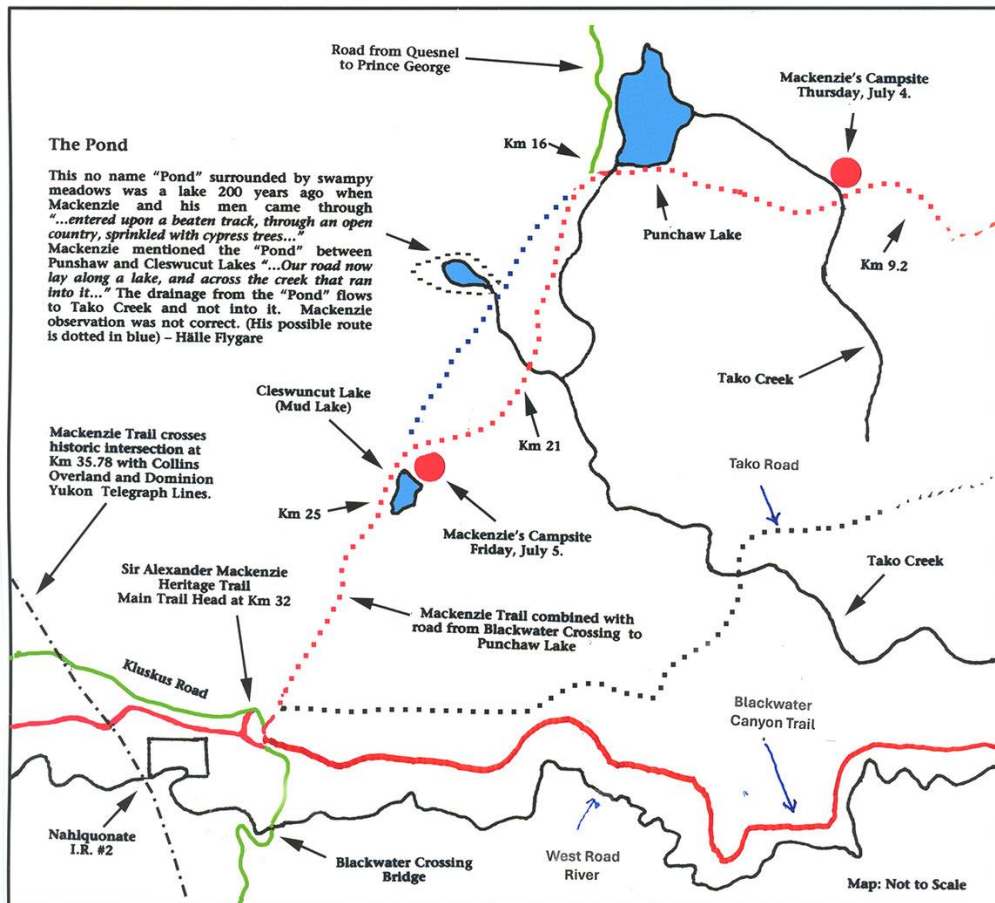 Road from Quesnel
to Prince George
Mackenzie's Campsite
Thursday, July 4.
Km 16
The Pond
This no name "Pond" surrounded by swampy
meadows was a lake 200 years ago when
Mackenzie and his men came through
"...entered upon a beaten track, through an open
country, sprinkled with cypress trees..."
Mackenzie mentioned the "Pond" between
Punshaw and Cleswucut Lakes "...Our road now
lay along a lake, and across the creek that ran
into it..." The drainage from the "Pond" flows
to Tako Creek and not into it. Mackenzie
observation was not correct. (His possible route
is dotted in blue) – Hälle Flygare
Punchaw Lake
Km 9.2
Tako Creek
Cleswuncut Lake
(Mud Lake)
Km 21
Mackenzie Trail crosses
historic intersection at
Km 35.78 with Collins
Overland and Dominion
Yukon Telegraph Lines.
Tako Road
Km 25
Mackenzie's Campsite
Friday, July 5.
Sir Alexander Mackenzie
Heritage Trail
Main Trail Head at Km 32
Tako Creek
Mackenzie Trail combined with
road from Blackwater Crossing to
Punchaw Lake
Kluskus Road
Blackwater
Canyon Trail
Nahlquonate
I.R. #2
Blackwater Crossing
Bridge
West Road
River
Map: Not to Scale